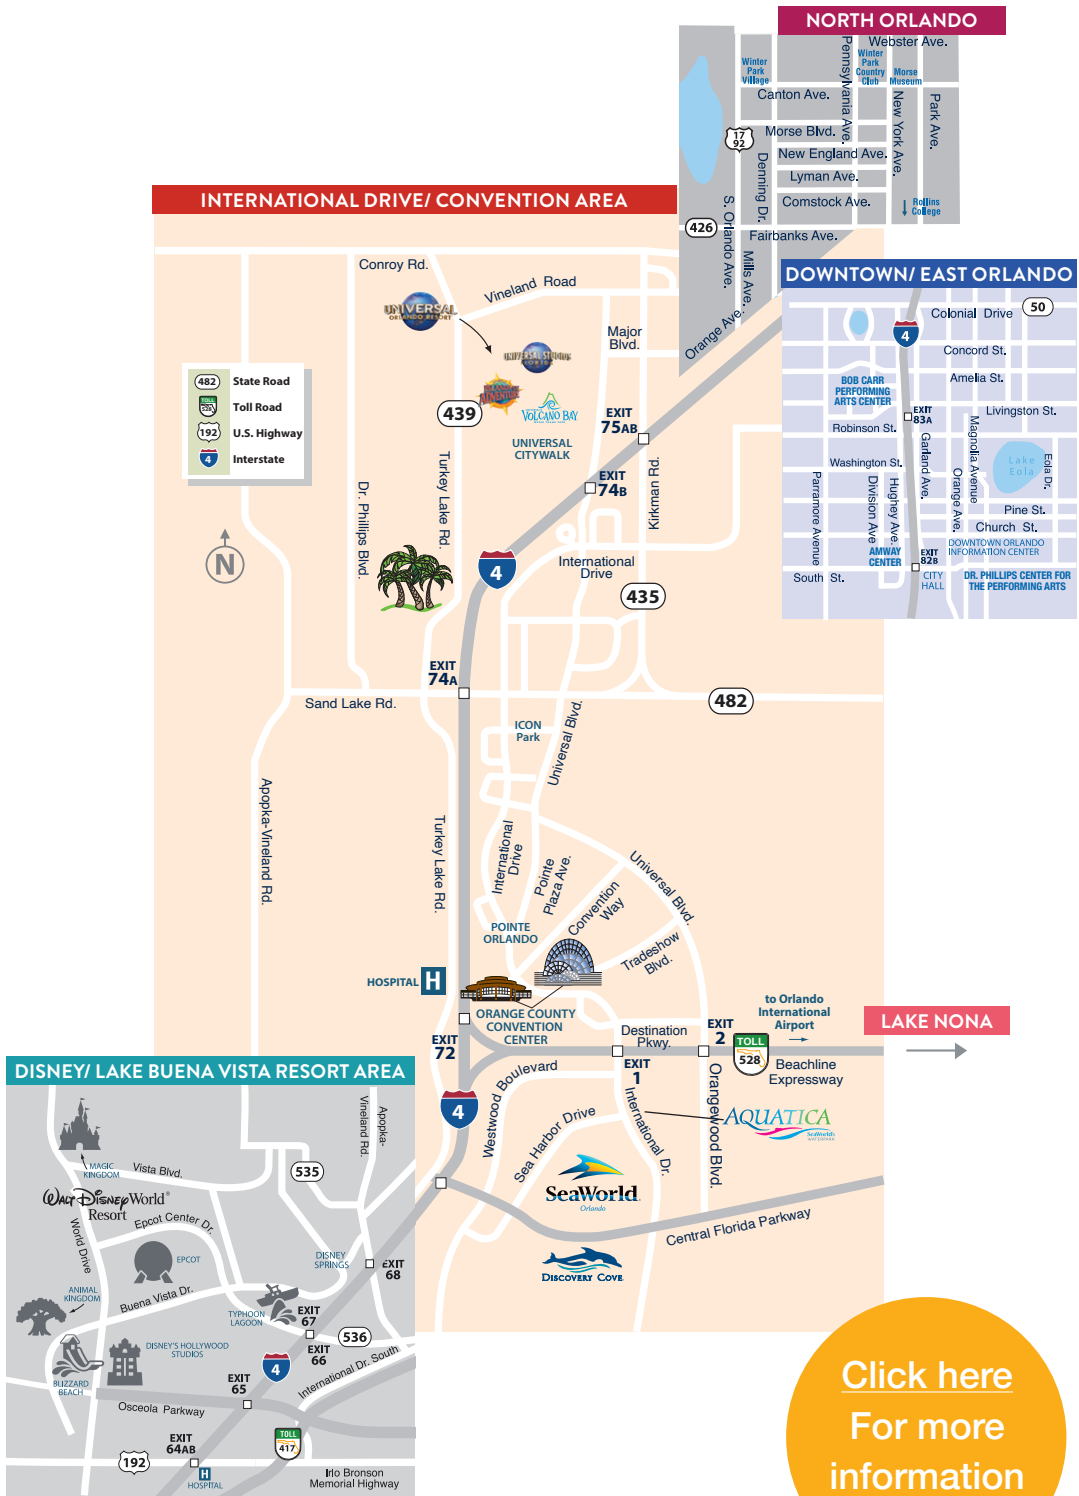 NORTH ORLANDO
Webster Ave.
Winter
Park
Village
Pennsylvania Ave.
Winter
Park
Country
Club
Morse
Museum
Canton Ave.
New York Ave.
Park Ave.
17
92
Morse Blvd.
New England Ave.
Denning Dr.
Lyman Ave.
S. Orlando Ave.
Comstock Ave.
Rollins
College
426
Fairbanks Ave.
Mills Ave.
Orange Ave.
INTERNATIONAL DRIVE/ CONVENTION AREA
Conroy Rd.
Vineland Road
UNIVERSAL
ORLANDO RESORT
Major
Blvd.
UNIVERSAL STUDIOS
FLORIDA
ISLANDS OF
ADVENTURE
VOLCANO BAY
439
EXIT
75AB
UNIVERSAL
CITYWALK
EXIT
74B
482 State Road
TOLL
528 Toll Road
192 U.S. Highway
4 Interstate
N
Dr. Phillips Blvd.
Turkey Lake Rd.
Kirkman Rd.
4
International
Drive
435
EXIT
74A
Sand Lake Rd.
482
ICON
Park
Universal Blvd.
Apopka-Vineland Rd.
Turkey Lake Rd.
International
Drive
Pointe
Plaza Ave.
Universal Blvd.
Convention
Way
POINTE
ORLANDO
Tradeshow
Blvd.
HOSPITAL H
ORANGE COUNTY
CONVENTION
CENTER
to Orlando
International
Airport
EXIT
72
Destination
Pkwy.
EXIT
2
TOLL
528
Beachline
Expressway
EXIT
1
4
Westwood Boulevard
Sea Harbor Drive
International Dr.
Orangewood Blvd.
AQUATICA
SeaWorld's
WATERPARK
SeaWorld
Orlando
Central Florida Parkway
DISCOVERY COVE
DOWNTOWN/ EAST ORLANDO
50
Colonial Drive
4
Concord St.
Amelia St.
BOB CARR
PERFORMING
ARTS CENTER
EXIT
83A
Livingston St.
Robinson St.
Magnolia Avenue
Garland Ave.
Washington St.
Lake
Eola
Eola Dr.
Parramore Avenue
Division Ave
Hughey Ave.
Orange Ave.
Pine St.
Church St.
AMWAY
CENTER
EXIT
82B
DOWNTOWN ORLANDO
INFORMATION CENTER
South St.
CITY
HALL
DR. PHILLIPS CENTER FOR
THE PERFORMING ARTS
LAKE NONA
DISNEY/ LAKE BUENA VISTA RESORT AREA
Apopka-
Vineland Rd.
MAGIC
KINGDOM
Vista Blvd.
535
Walt Disney World®
Resort
World Drive
Epcot Center Dr.
EPCOT
DISNEY
SPRINGS
EXIT
68
ANIMAL
KINGDOM
Buena Vista Dr.
TYPHOON
LAGOON
EXIT
67
536
DISNEY'S HOLLYWOOD
STUDIOS
EXIT
66
BLIZZARD
BEACH
4
International Dr. South
EXIT
65
Osceola Parkway
EXIT
64AB
TOLL
417
192
H
HOSPITAL
Irlo Bronson
Memorial Highway
Click here
For more
information